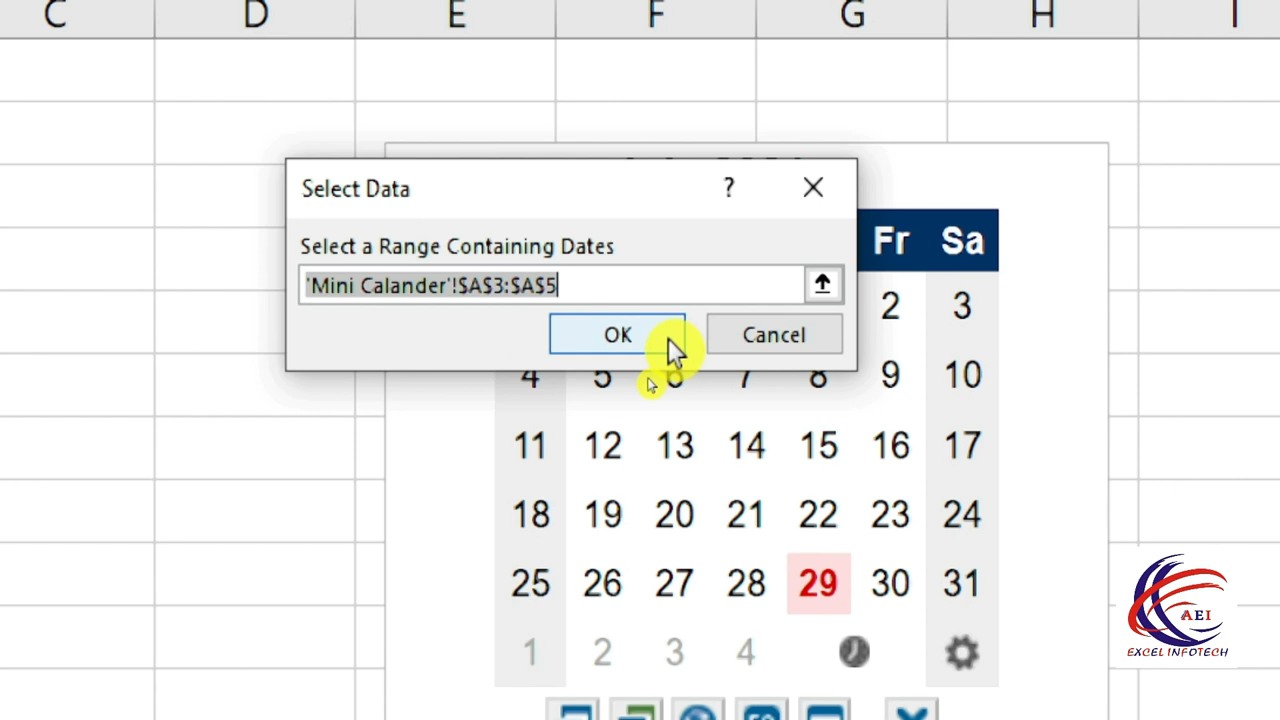 C D E F G H I
Select Data ? X
Select a Range Containing Dates
'Mini Calander'!$A$3:$A$5
OK Cancel
Fr Sa
2 3
4 5 6 7 8 9 10
11 12 13 14 15 16 17
18 19 20 21 22 23 24
25 26 27 28 29 30 31
1 2 3 4
AEI
EXCEL INFOTECH